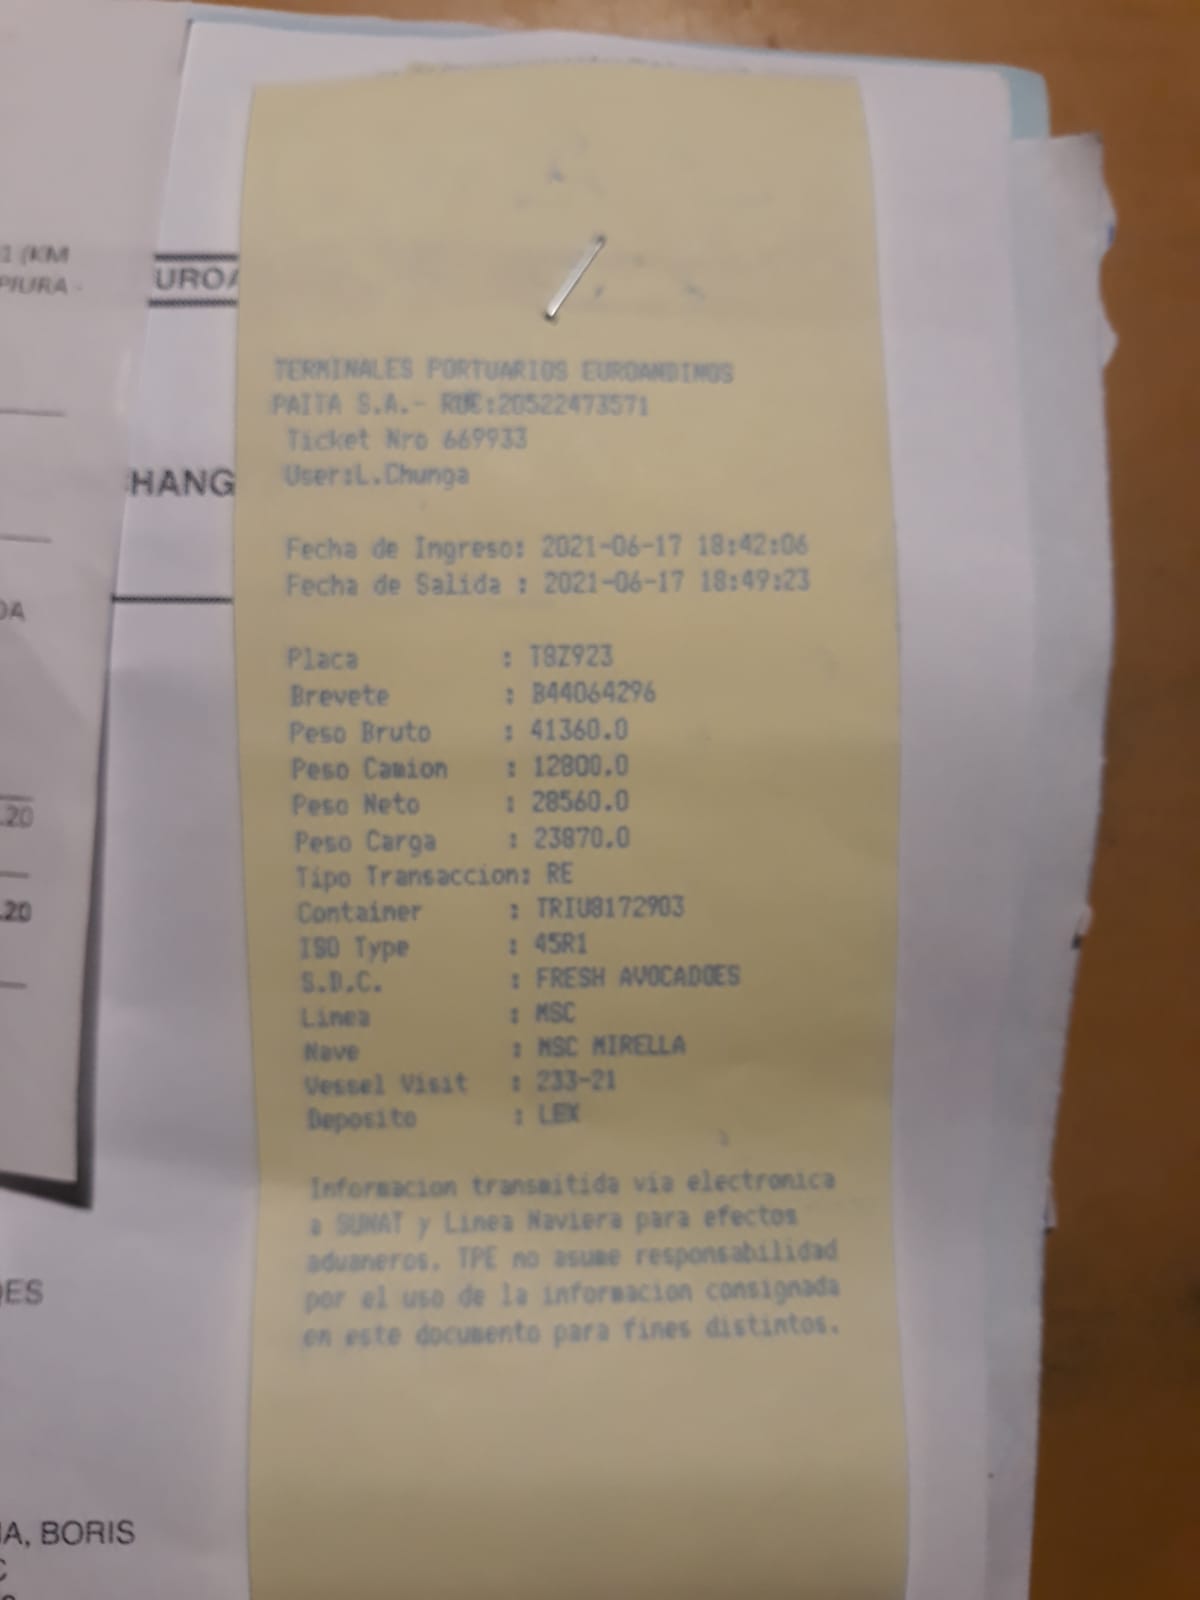 1 (KM
PIURA -
UROA
HANG
DA
.20
.20
ES
IA, BORIS
TERMINALES PORTUARIOS EUROANDINOS
PAITA S.A.- RUC:20522473571
Ticket Nro 669933
User:L.Chunga
Fecha de Ingreso: 2021-06-17 18:42:06
Fecha de Salida : 2021-06-17 18:49:23
Placa : T8Z923
Brevete : B44064296
Peso Bruto : 41360.0
Peso Camion : 12800.0
Peso Neto : 28560.0
Peso Carga : 23870.0
Tipo Transaccion: RE
Container : TRIU8172903
ISO Type : 45R1
S.D.C. : FRESH AVOCADOES
Linea : MSC
Nave : MSC MIRELLA
Vessel Visit : 233-21
Deposito : LEX
Informacion transmitida via electronica
a SUNAT y Linea Naviera para efectos
aduaneros. TPE no asume responsabilidad
por el uso de la informacion consignada
en este documento para fines distintos.